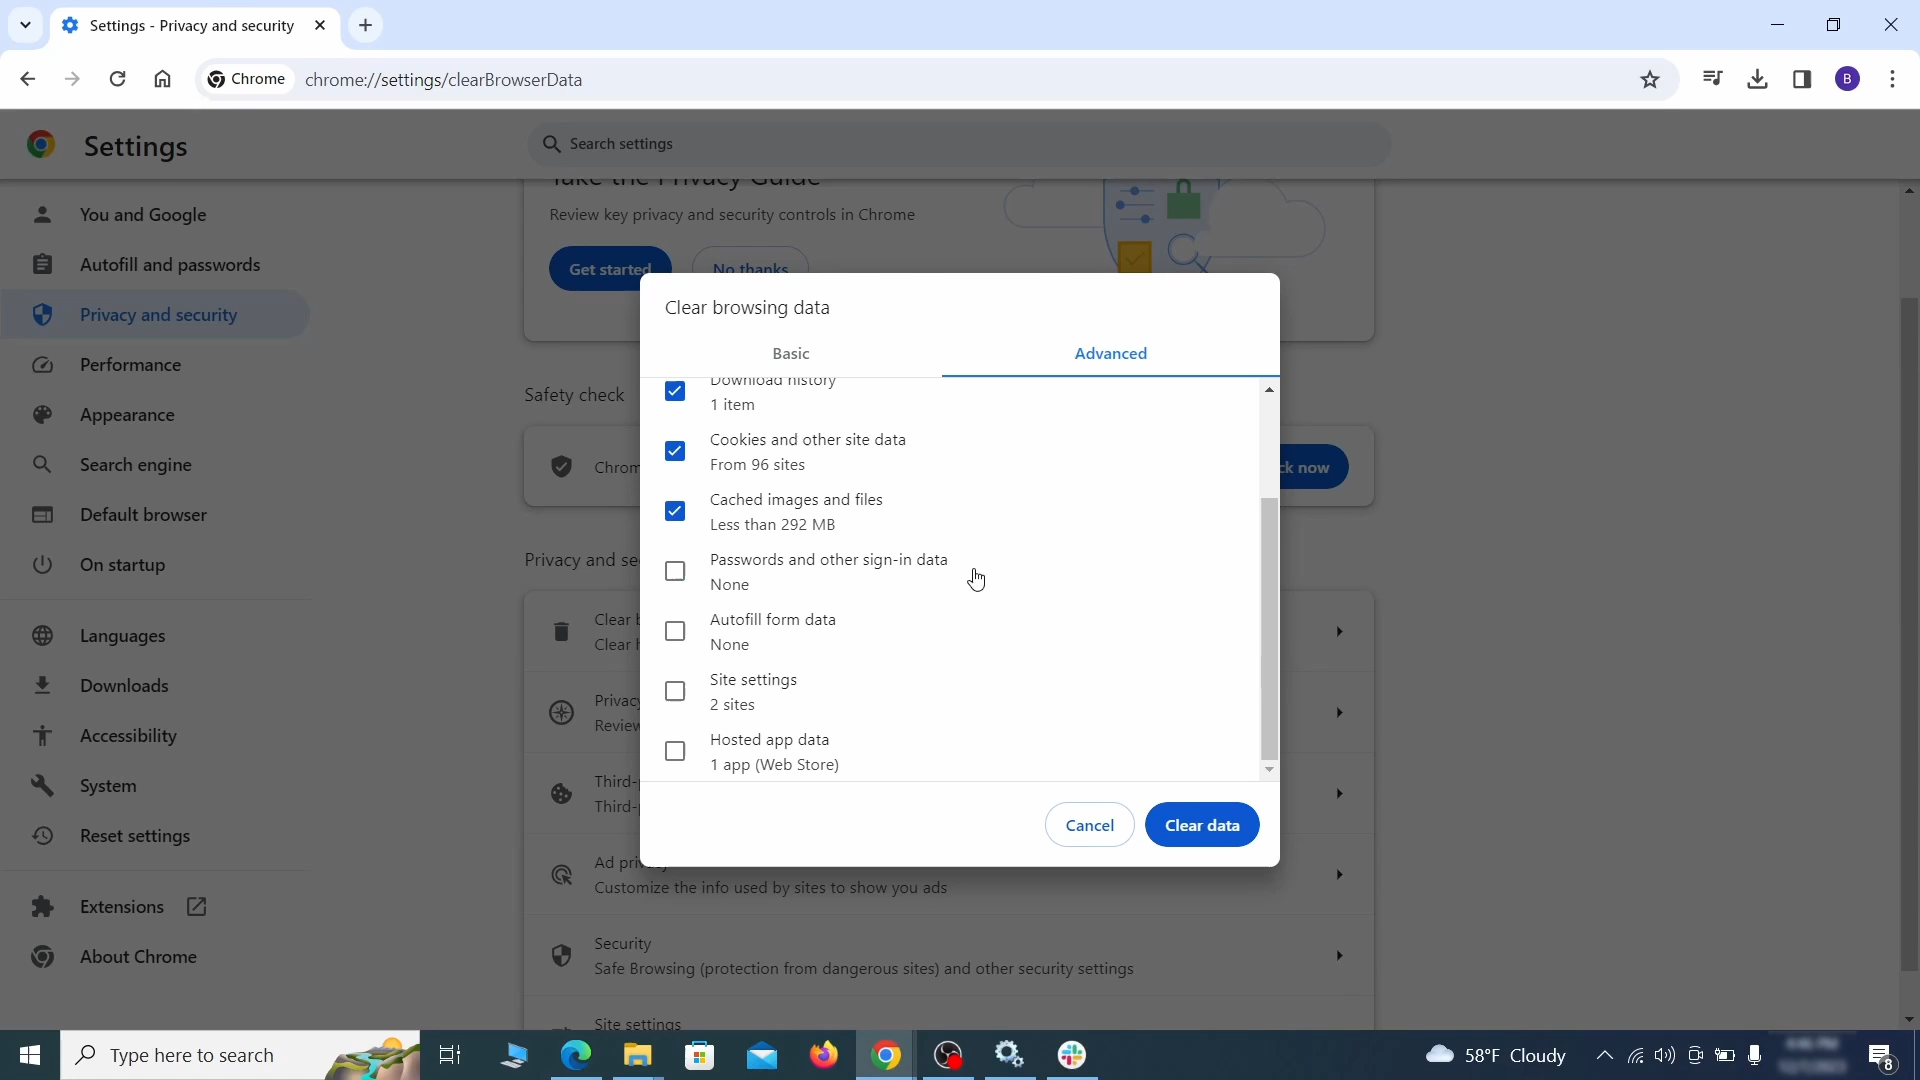 Settings - Privacy and security
Chrome
chrome://settings/clearBrowserData
B
Settings
Search settings
You and Google
Autofill and passwords
Privacy and security
Performance
Appearance
Search engine
Default browser
On startup
Languages
Downloads
Accessibility
System
Reset settings
Extensions
About Chrome
Take the Privacy Guide
Review key privacy and security controls in Chrome
Get started
No thanks
Safety check
Chrom
ck now
Privacy and se
Clear b
Clear h
Privacy
Review
Third-p
Third-p
Ad privacy
Customize the info used by sites to show you ads
Security
Safe Browsing (protection from dangerous sites) and other security settings
Site settings
Clear browsing data
Basic
Advanced
Download history
1 item
Cookies and other site data
From 96 sites
Cached images and files
Less than 292 MB
Passwords and other sign-in data
None
Autofill form data
None
Site settings
2 sites
Hosted app data
1 app (Web Store)
Cancel
Clear data
Type here to search
58°F Cloudy
8